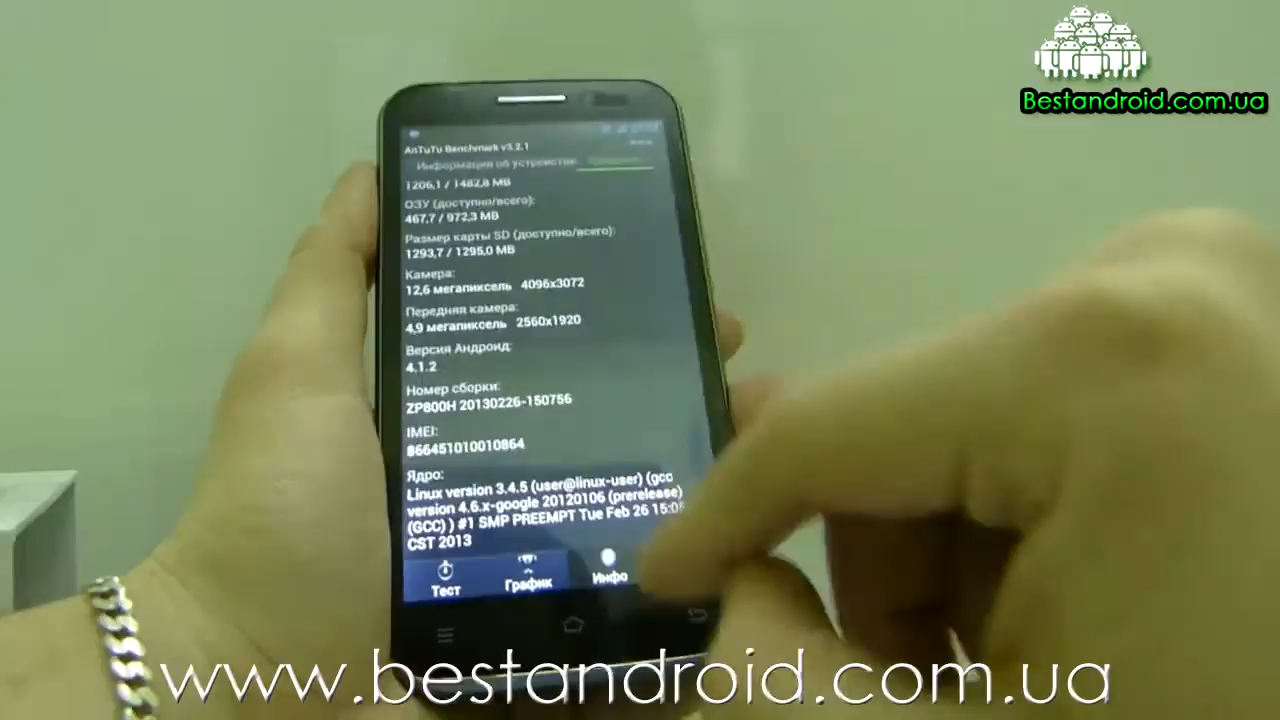 Bestandroid.com.ua
AnTuTu Benchmark v3.2.1
Информация об устройстве
1206,1 / 1482,8 MB
ОЗУ (доступно/всего):
467,7 / 972,3 MB
Размер карты SD (доступно/всего):
1293,7 / 1295,0 MB
Камера:
12,6 мегапиксель 4096x3072
Передняя камера:
4,9 мегапиксель 2560x1920
Версия Андроид:
4.1.2
Номер сборки:
ZP800H 20130226-150756
IMEI:
866451010010864
Ядро:
Linux version 3.4.5 (user@linux-user) (gcc
version 4.6.x-google 20120106 (prerelease)
(GCC) ) #1 SMP PREEMPT Tue Feb 26
CST 2013
Тест График Инфо
www.bestandroid.com.ua